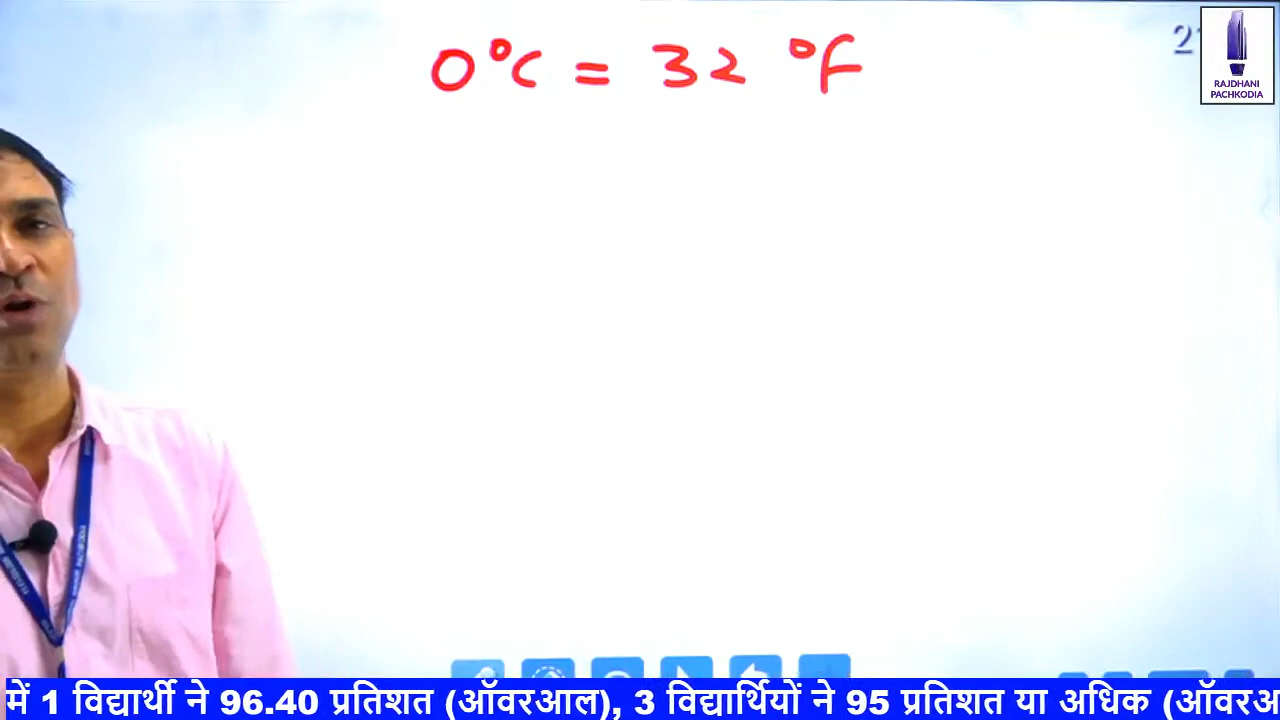 0°C = 32 °F
RAJDHANI
PACHKODIA
में 1 विद्यार्थी ने 96.40 प्रतिशत (ऑवरआल), 3 विद्यार्थियों ने 95 प्रतिशत या अधिक (ऑवरअ